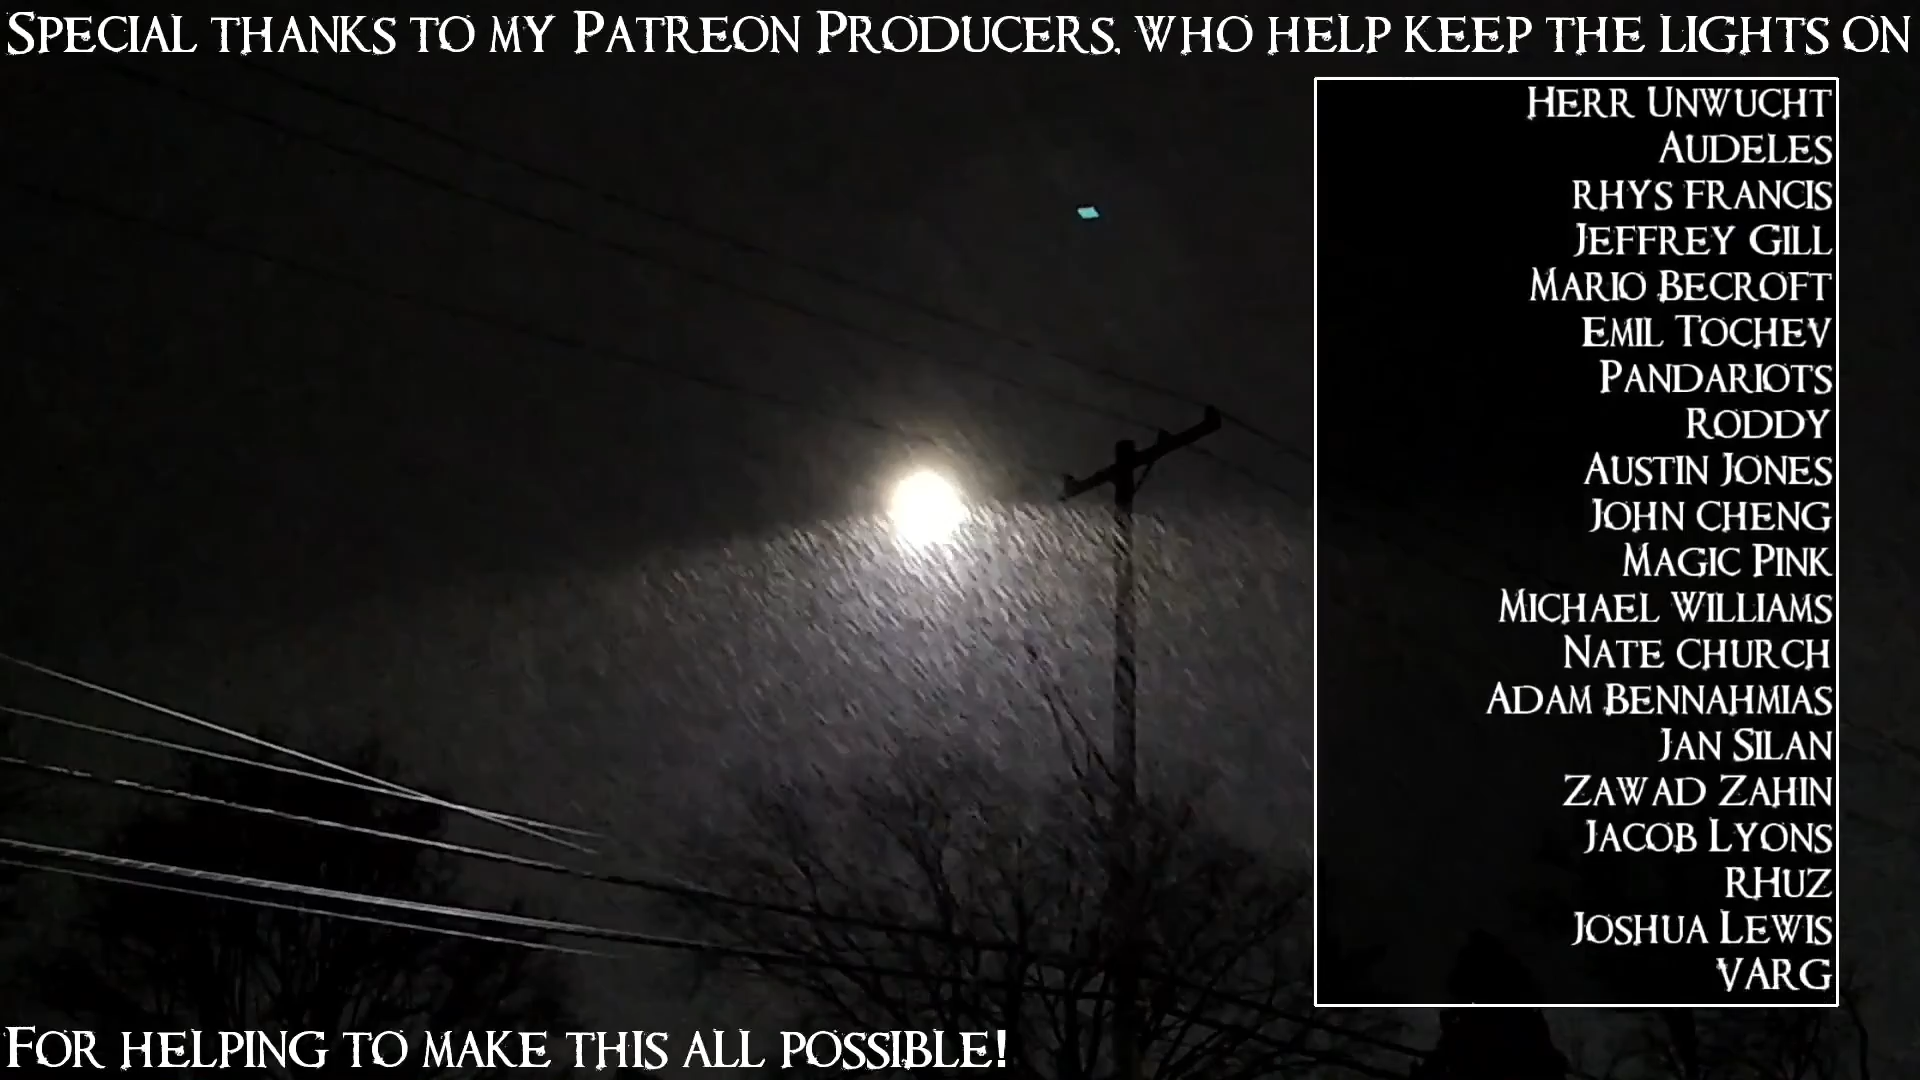 Special thanks to my Patreon Producers, who help keep the lights on
Herr Unwucht
Audeles
rhys francis
Jeffrey Gill
Mario Becroft
Emil Tochev
Pandariots
Roddy
Austin Jones
John cheng
Magic Pink
Michael Williams
Nate church
Adam Bennahmias
Jan Silan
Zawad Zahin
Jacob Lyons
rhuz
Joshua Lewis
VARG
For helping to make this all possible!